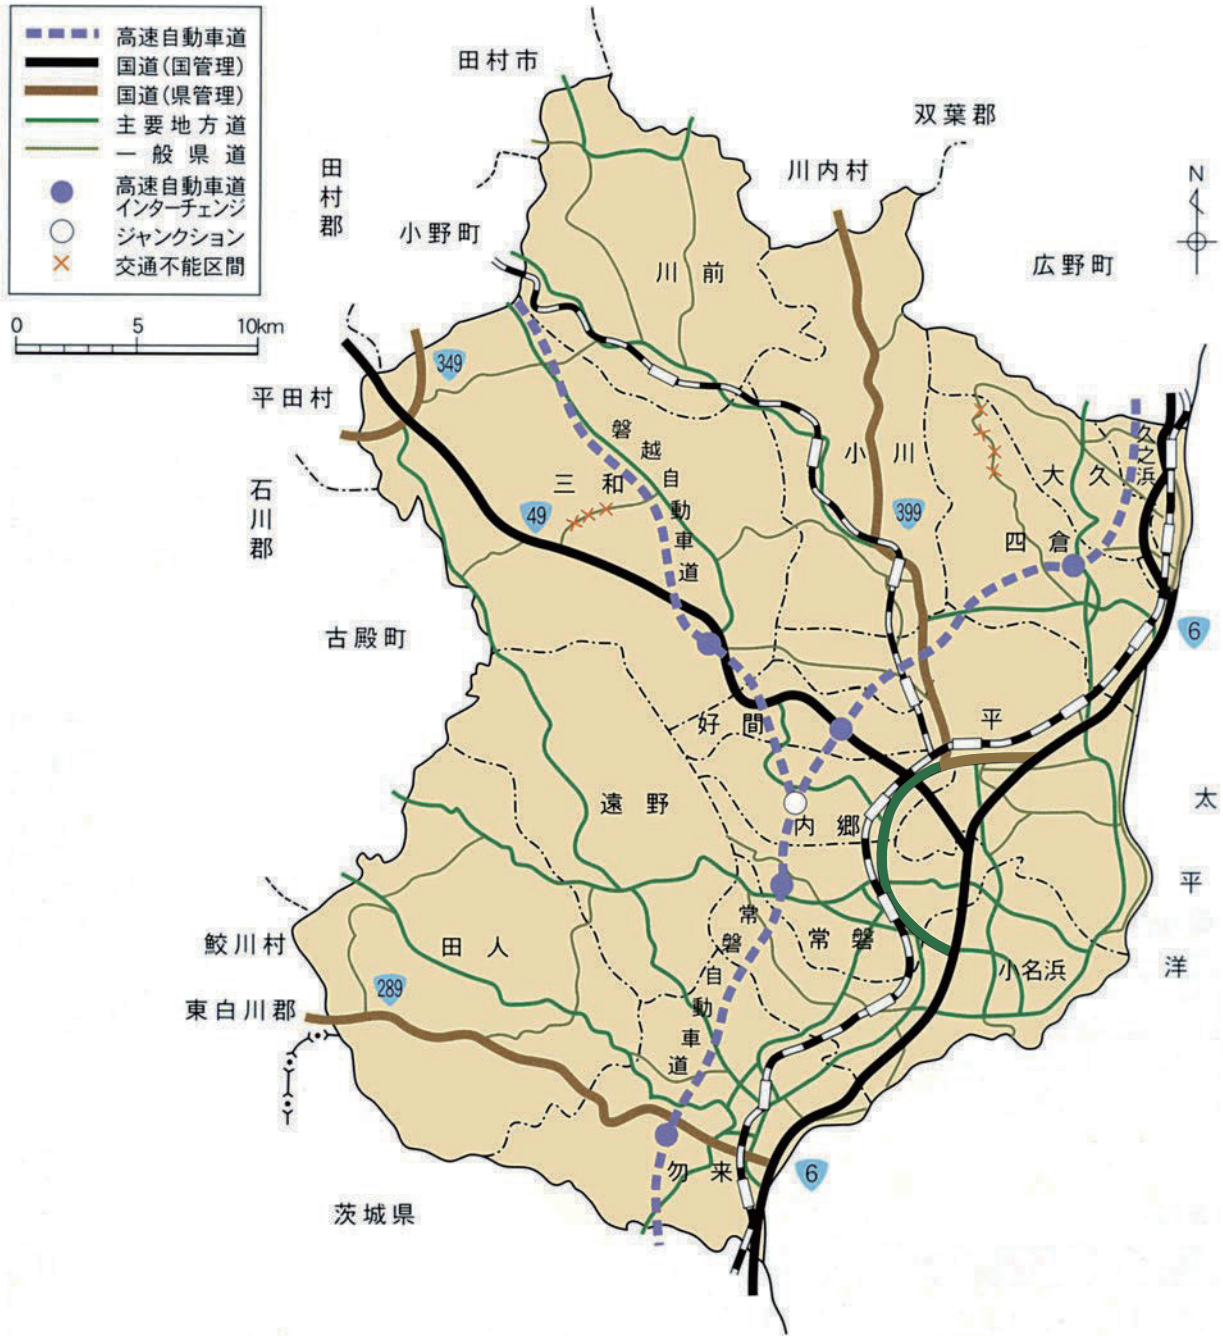 高速自動車道
国道(国管理)
国道(県管理)
主要地方道
一般県道
高速自動車道
インターチェンジ
ジャンクション
交通不能区間
0 5 10km
田村市
双葉郡
田村郡
川内村
N
小野町
広野町
川前
349
平田村
久之浜
磐越自動車道
小川
大久
三和
石川郡
49
399
四倉
古殿町
6
好間
平
遠野
内郷
太平洋
常磐自動車道
常磐
鮫川村
田人
小名浜
289
東白川郡
勿来
6
茨城県